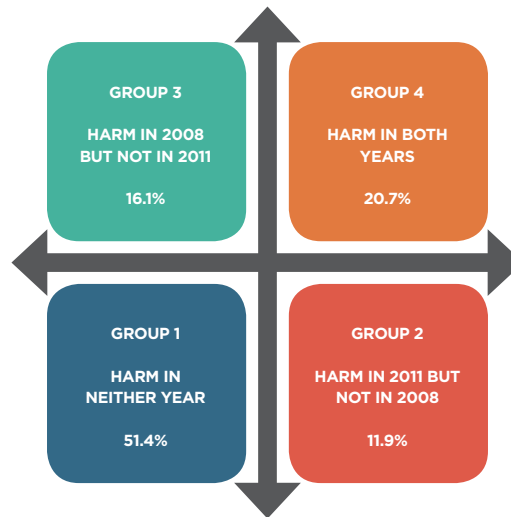 GROUP 3
HARM IN 2008
BUT NOT IN 2011
16.1%
GROUP 4
HARM IN BOTH
YEARS
20.7%
GROUP 1
HARM IN
NEITHER YEAR
51.4%
GROUP 2
HARM IN 2011 BUT
NOT IN 2008
11.9%